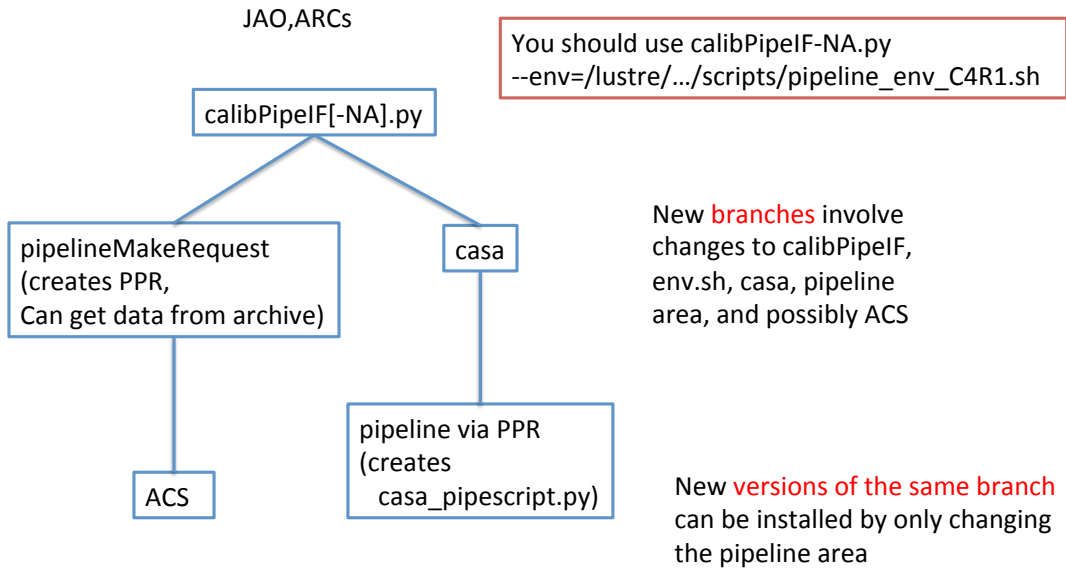 JAO,ARCs
You should use calibPipeIF-NA.py
--env=/lustre/.../scripts/pipeline_env_C4R1.sh
calibPipeIF[-NA].py
pipelineMakeRequest
(creates PPR,
Can get data from archive)
casa
New branches involve
changes to calibPipeIF,
env.sh, casa, pipeline
area, and possibly ACS
pipeline via PPR
(creates
casa_pipescript.py)
ACS
New versions of the same branch
can be installed by only changing
the pipeline area